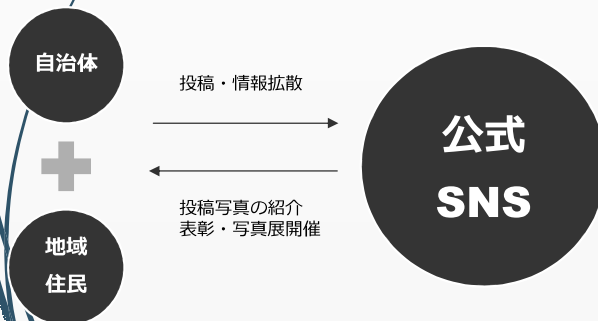 自治体
投稿・情報拡散
公式
SNS
投稿写真の紹介
表彰・写真展開催
地域
住民